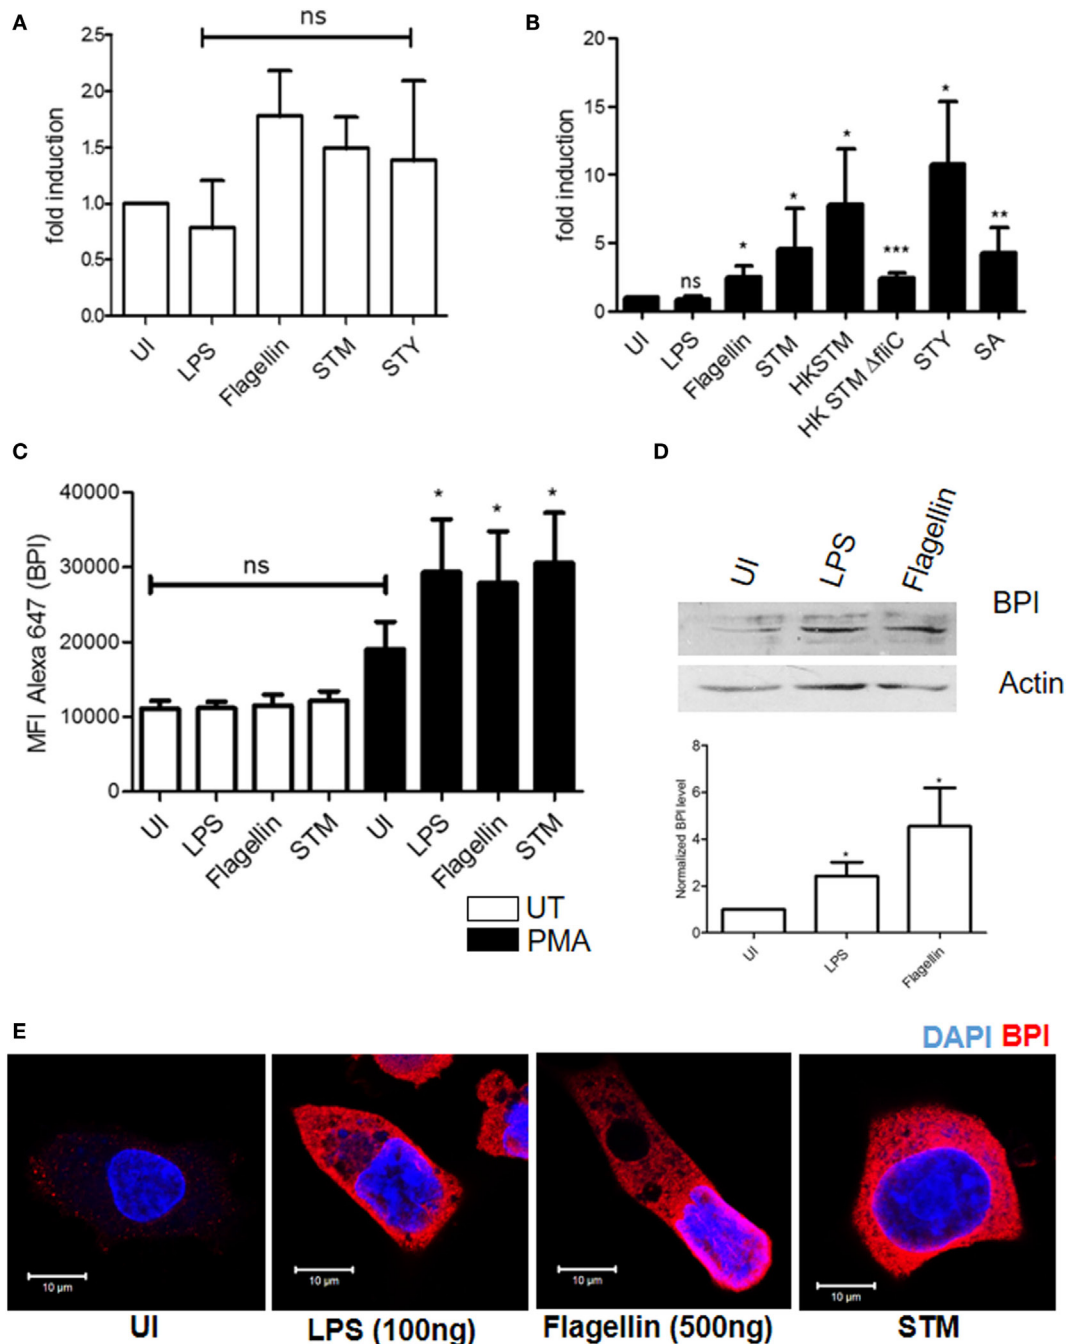 A
ns
fold induction
2.5
2.0
1.5
1.0
0.5
0.0
UI
LPS
Flagellin
STM
STY
B
fold induction
20
15
10
5
0
ns
*
*
*
***
*
**
UI
LPS
Flagellin
STM
HKSTM
HK STM ΔfliC
STY
SA
C
MFI Alexa 647 (BPI)
40000
30000
20000
10000
0
ns
*
*
*
UI
LPS
Flagellin
STM
UI
LPS
Flagellin
STM
UT
PMA
D
UI
LPS
Flagellin
BPI
Actin
Normalized BPI level
8
6
4
2
0
*
*
UI
LPS
Flagellin
E
DAPI BPI
10 µm
10 µm
10 µm
10 µm
UI
LPS (100ng)
Flagellin (500ng)
STM